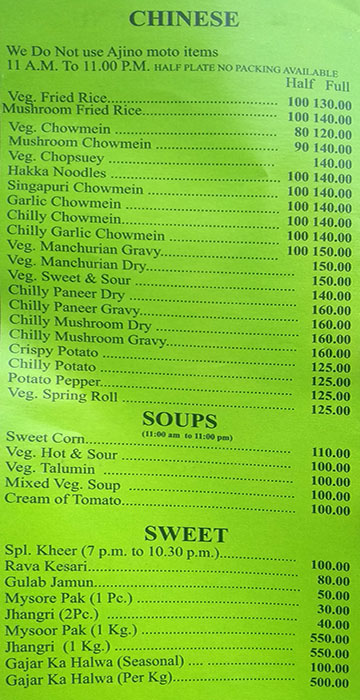 CHINESE
We Do Not use Ajino moto items
11 A.M. To 11.00 P.M. HALF PLATE NO PACKING AVAILABLE
Half Full
Veg. Fried Rice 100 130.00
Mushroom Fried Rice 100 140.00
Veg. Chowmein 80 120.00
Mushroom Chowmein 90 140.00
Veg. Chopsuey 140.00
Hakka Noodles 100 140.00
Singapuri Chowmein 100 140.00
Garlic Chowmein 100 140.00
Chilly Chowmein 100 140.00
Chilly Garlic Chowmein 100 140.00
Veg. Manchurian Gravy 100 150.00
Veg. Manchurian Dry 150.00
Veg. Sweet & Sour 150.00
Chilly Paneer Dry 140.00
Chilly Paneer Gravy 160.00
Chilly Mushroom Dry 160.00
Chilly Mushroom Gravy 160.00
Crispy Potato 125.00
Chilly Potato 125.00
Potato Pepper 125.00
Veg. Spring Roll 125.00
SOUPS
(11:00 am to 11:00 pm)
Sweet Corn 110.00
Veg. Hot & Sour 100.00
Veg. Talumin 100.00
Mixed Veg. Soup 100.00
Cream of Tomato 100.00
SWEET
Spl. Kheer (7 p.m. to 10.30 p.m.) 100.00
Rava Kesari 80.00
Gulab Jamun 50.00
Mysore Pak (1 Pc.) 30.00
Jhangri (2Pc.) 40.00
Mysoor Pak (1 Kg.) 550.00
Jhangri (1 Kg.) 550.00
Gajar Ka Halwa (Seasonal) 100.00
Gajar Ka Halwa (Per Kg) 500.00